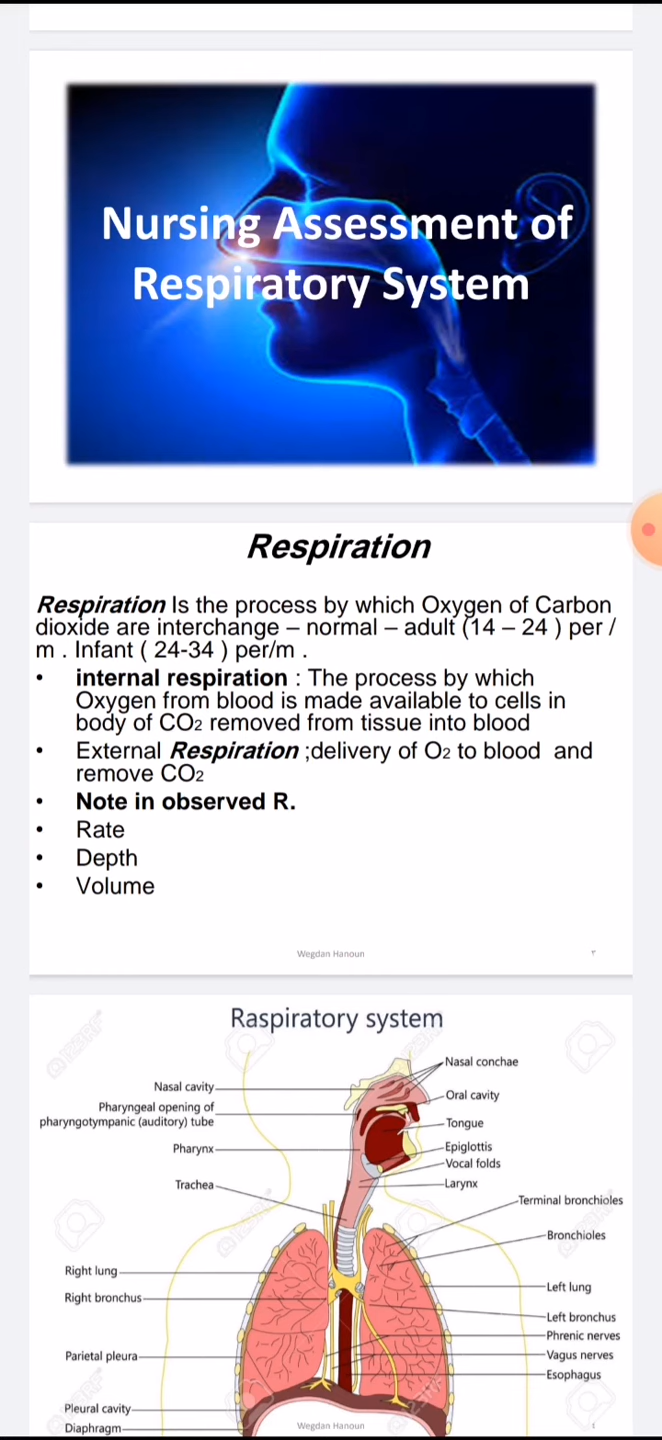 Nursing Assessment of
Respiratory System
Respiration
Respiration Is the process by which Oxygen of Carbon
dioxide are interchange – normal – adult (14 – 24 ) per /
m . Infant ( 24-34 ) per/m .
• internal respiration : The process by which
Oxygen from blood is made available to cells in
body of CO2 removed from tissue into blood
• External Respiration ;delivery of O2 to blood and
remove CO2
• Note in observed R.
• Rate
• Depth
• Volume
Wegdan Hanoun
Raspiratory system
Nasal conchae
Nasal cavity
Oral cavity
Pharyngeal opening of
pharyngotympanic (auditory) tube
Tongue
Pharynx
Epiglottis
Vocal folds
Trachea
Larynx
Terminal bronchioles
Bronchioles
Right lung
Left lung
Right bronchus
Left bronchus
Phrenic nerves
Parietal pleura
Vagus nerves
Esophagus
Pleural cavity
Diaphragm
Wegdan Hanoun